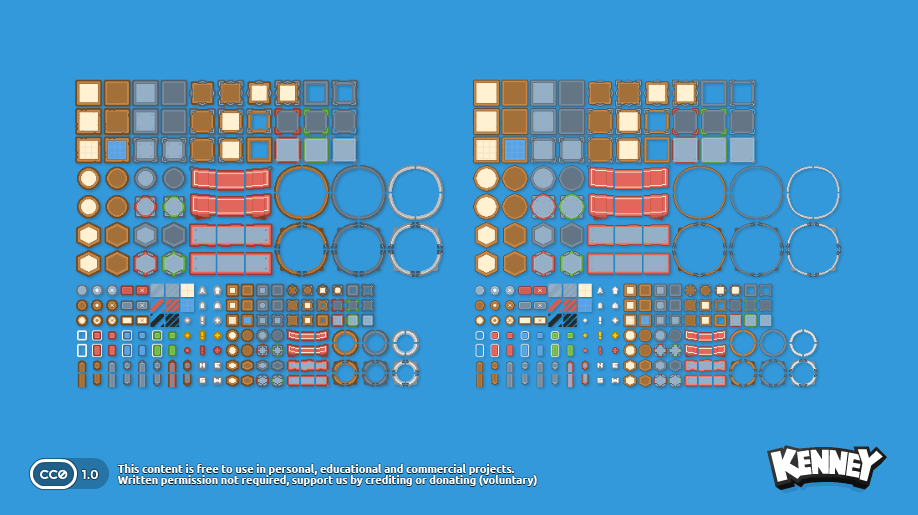 CC0 1.0
This content is free to use in personal, educational and commercial projects.
Written permission not required, support us by crediting or donating (voluntary)
KENNEY